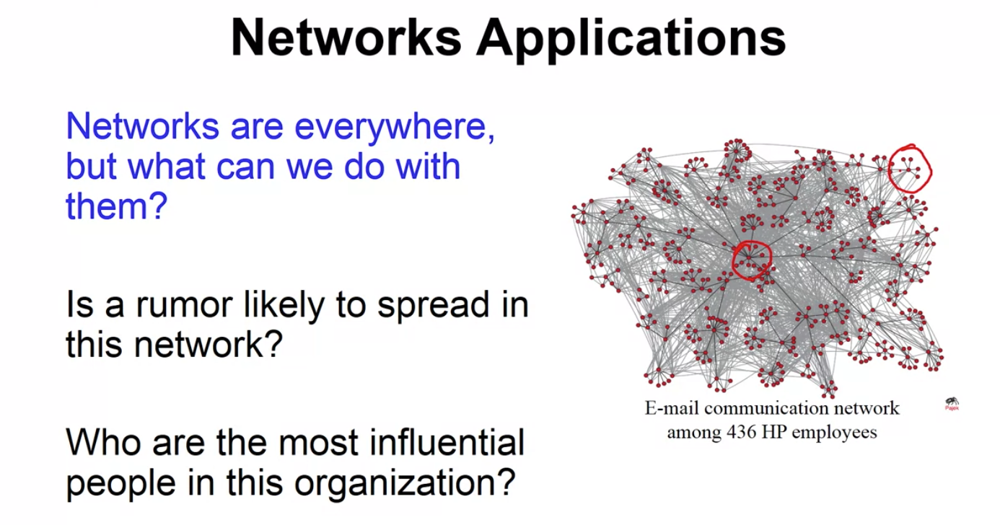 Networks Applications
Networks are everywhere,
but what can we do with
them?
Is a rumor likely to spread in
this network?
Who are the most influential
people in this organization?
E-mail communication network
among 436 HP employees
Pajek